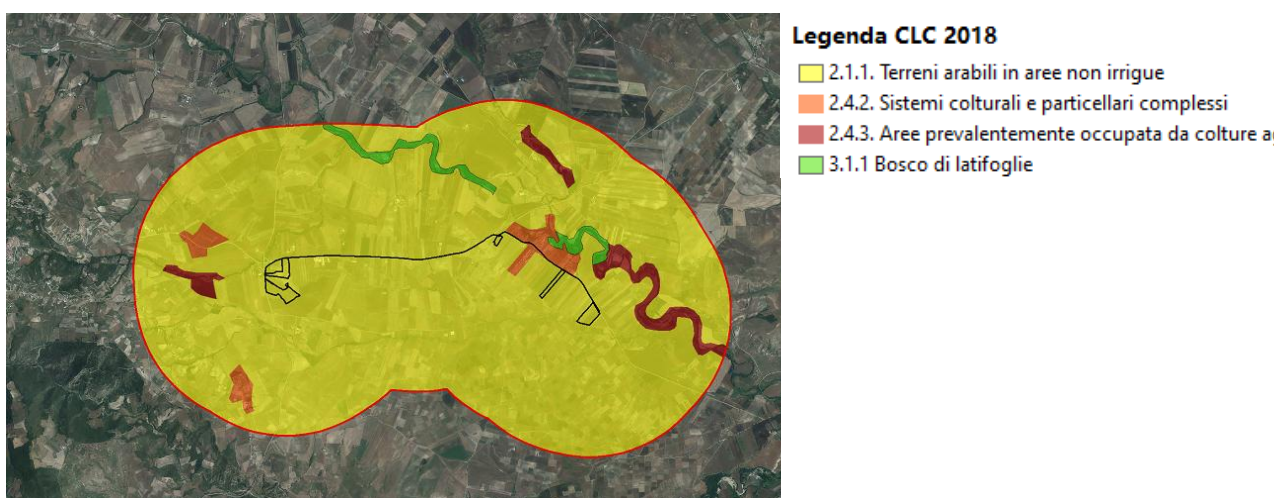 Legenda CLC 2018
2.1.1. Terreni arabili in aree non irrigue
2.4.2. Sistemi colturali e particellari complessi
2.4.3. Aree prevalentemente occupata da colture
3.1.1 Bosco di latifoglie